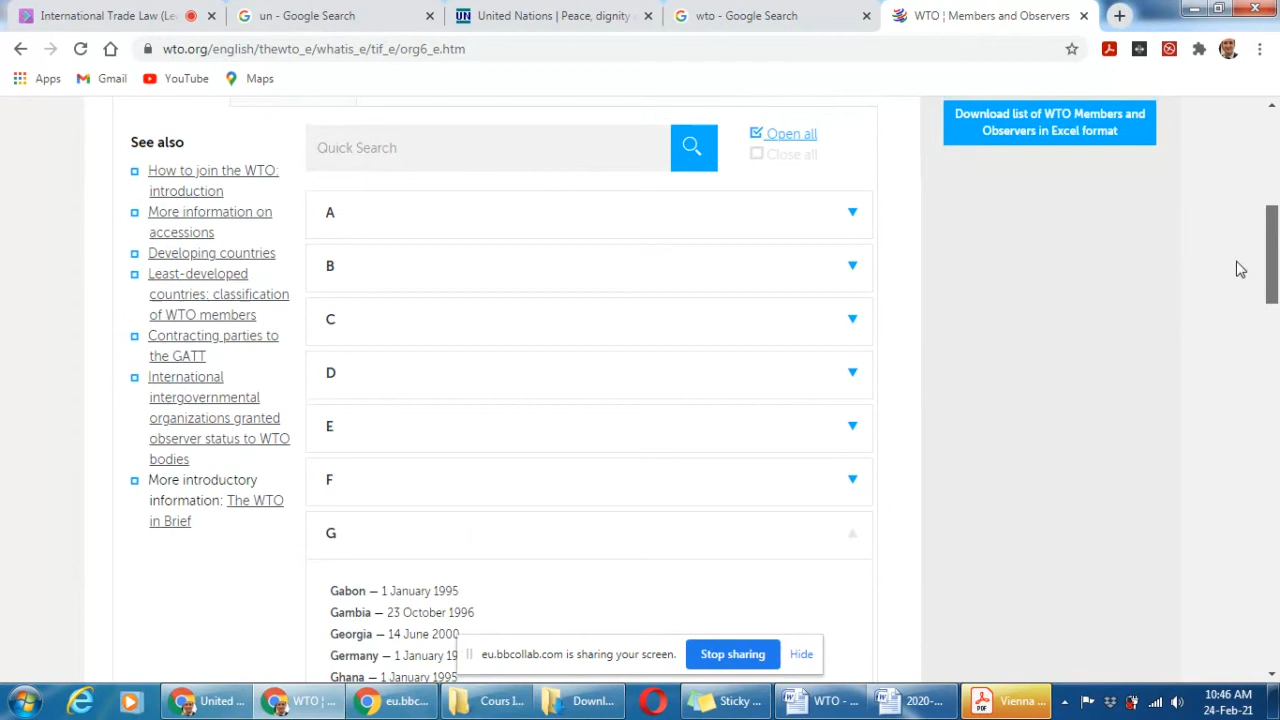 International Trade Law (Le
un - Google Search
UN United Nations | Peace, dignity
wto - Google Search
WTO | Members and Observers
wto.org/english/thewto_e/whatis_e/tif_e/org6_e.htm
Apps Gmail YouTube Maps
Download list of WTO Members and
Observers in Excel format
See also
How to join the WTO:
introduction
More information on
accessions
Developing countries
Least-developed
countries: classification
of WTO members
Contracting parties to
the GATT
International
intergovernmental
organizations granted
observer status to WTO
bodies
More introductory
information: The WTO
in Brief
Quick Search
Open all
Close all
A
B
C
D
E
F
G
Gabon — 1 January 1995
Gambia — 23 October 1996
Georgia — 14 June 2000
Germany — 1 January 19
Ghana — 1 January 1995
eu.bbcollab.com is sharing your screen. Stop sharing Hide
United ... WTO ¦... eu.bbc... Cours I... Downl... Sticky ... WTO - ... 2020-... Vienna ...
10:46 AM
24-Feb-21